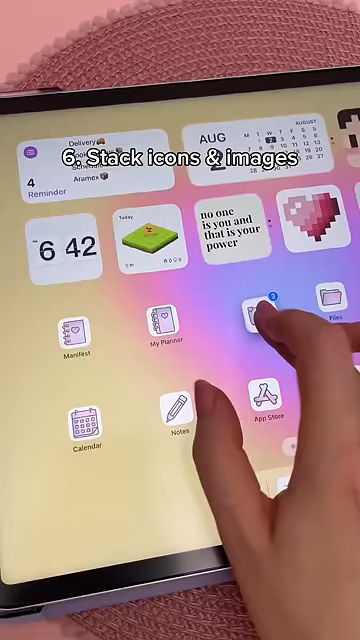 Delivery🚚
AUG
AUGUST
M T W T F S S
6. Stack icons & images
Aramex📦
4
Reminder
Today
6 42
no one
is you and
that is your
power
3
Files
Manifest
My Planner
Calendar
Notes
App Store